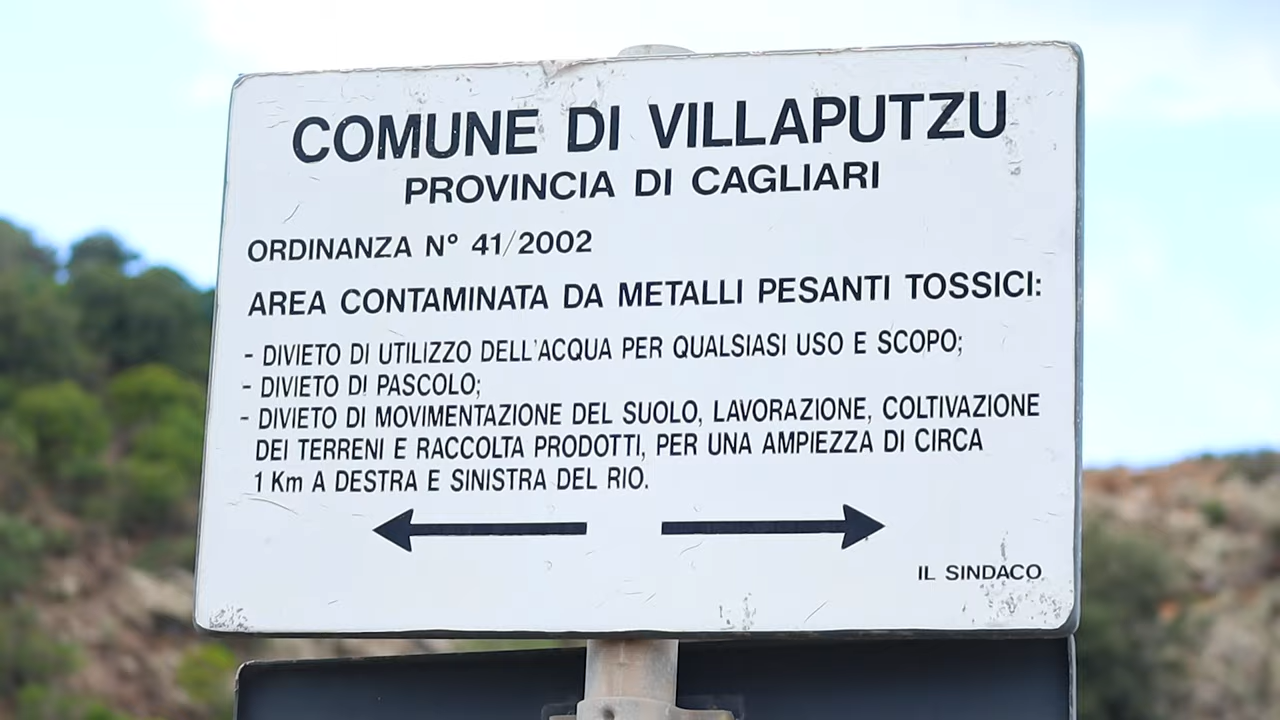 COMUNE DI VILLAPUTZU
PROVINCIA DI CAGLIARI
ORDINANZA N° 41/2002
AREA CONTAMINATA DA METALLI PESANTI TOSSICI:
- DIVIETO DI UTILIZZO DELL'ACQUA PER QUALSIASI USO E SCOPO;
- DIVIETO DI PASCOLO;
- DIVIETO DI MOVIMENTAZIONE DEL SUOLO, LAVORAZIONE, COLTIVAZIONE
DEI TERRENI E RACCOLTA PRODOTTI, PER UNA AMPIEZZA DI CIRCA
1 Km A DESTRA E SINISTRA DEL RIO.
IL SINDACO